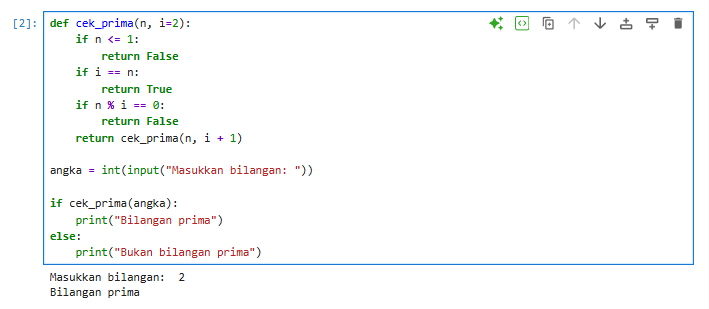 [2]: def cek_prima(n, i=2):
    if n <= 1:
        return False
    if i == n:
        return True
    if n % i == 0:
        return False
    return cek_prima(n, i + 1)

angka = int(input("Masukkan bilangan: "))

if cek_prima(angka):
    print("Bilangan prima")
else:
    print("Bukan bilangan prima")
Masukkan bilangan:  2
Bilangan prima